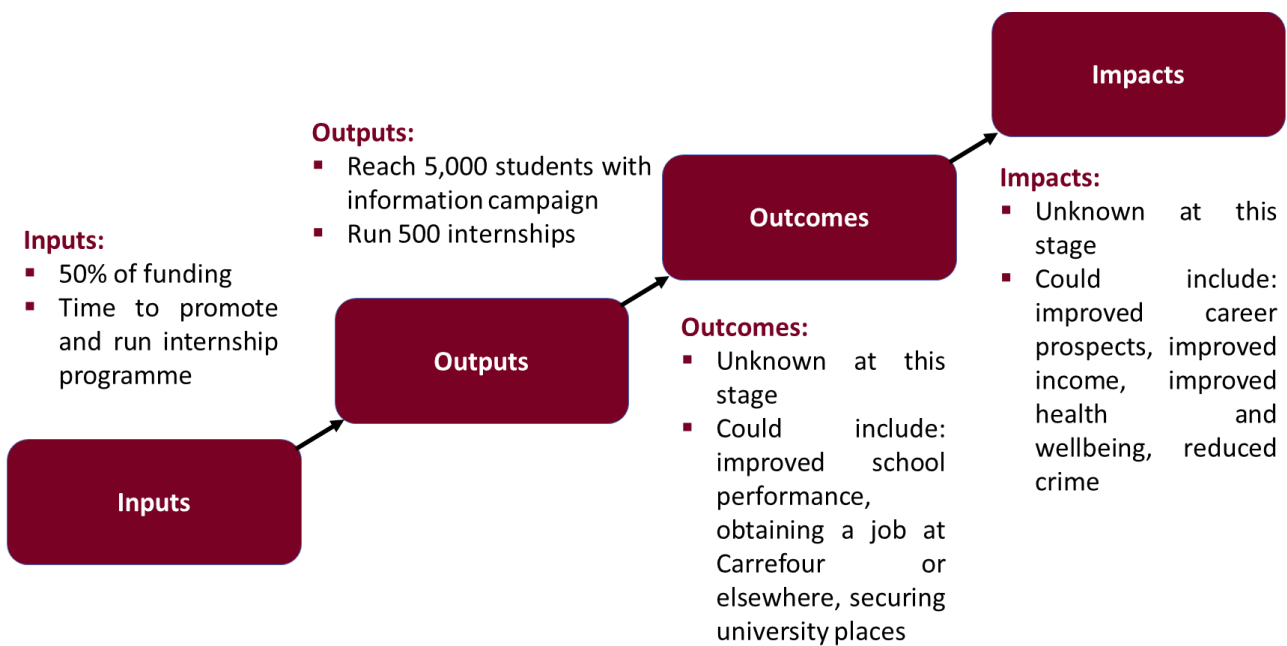 Inputs:
▪ 50% of funding
▪ Time to promote
and run internship
programme
Inputs
Outputs:
▪ Reach 5,000 students with
information campaign
▪ Run 500 internships
Outputs
Outcomes
Outcomes:
▪ Unknown at this
stage
▪ Could include:
improved school
performance,
obtaining a job at
Carrefour or
elsewhere, securing
university places
Impacts
Impacts:
▪ Unknown at this
stage
▪ Could include:
improved career
prospects, improved
income, improved
health and
wellbeing, reduced
crime